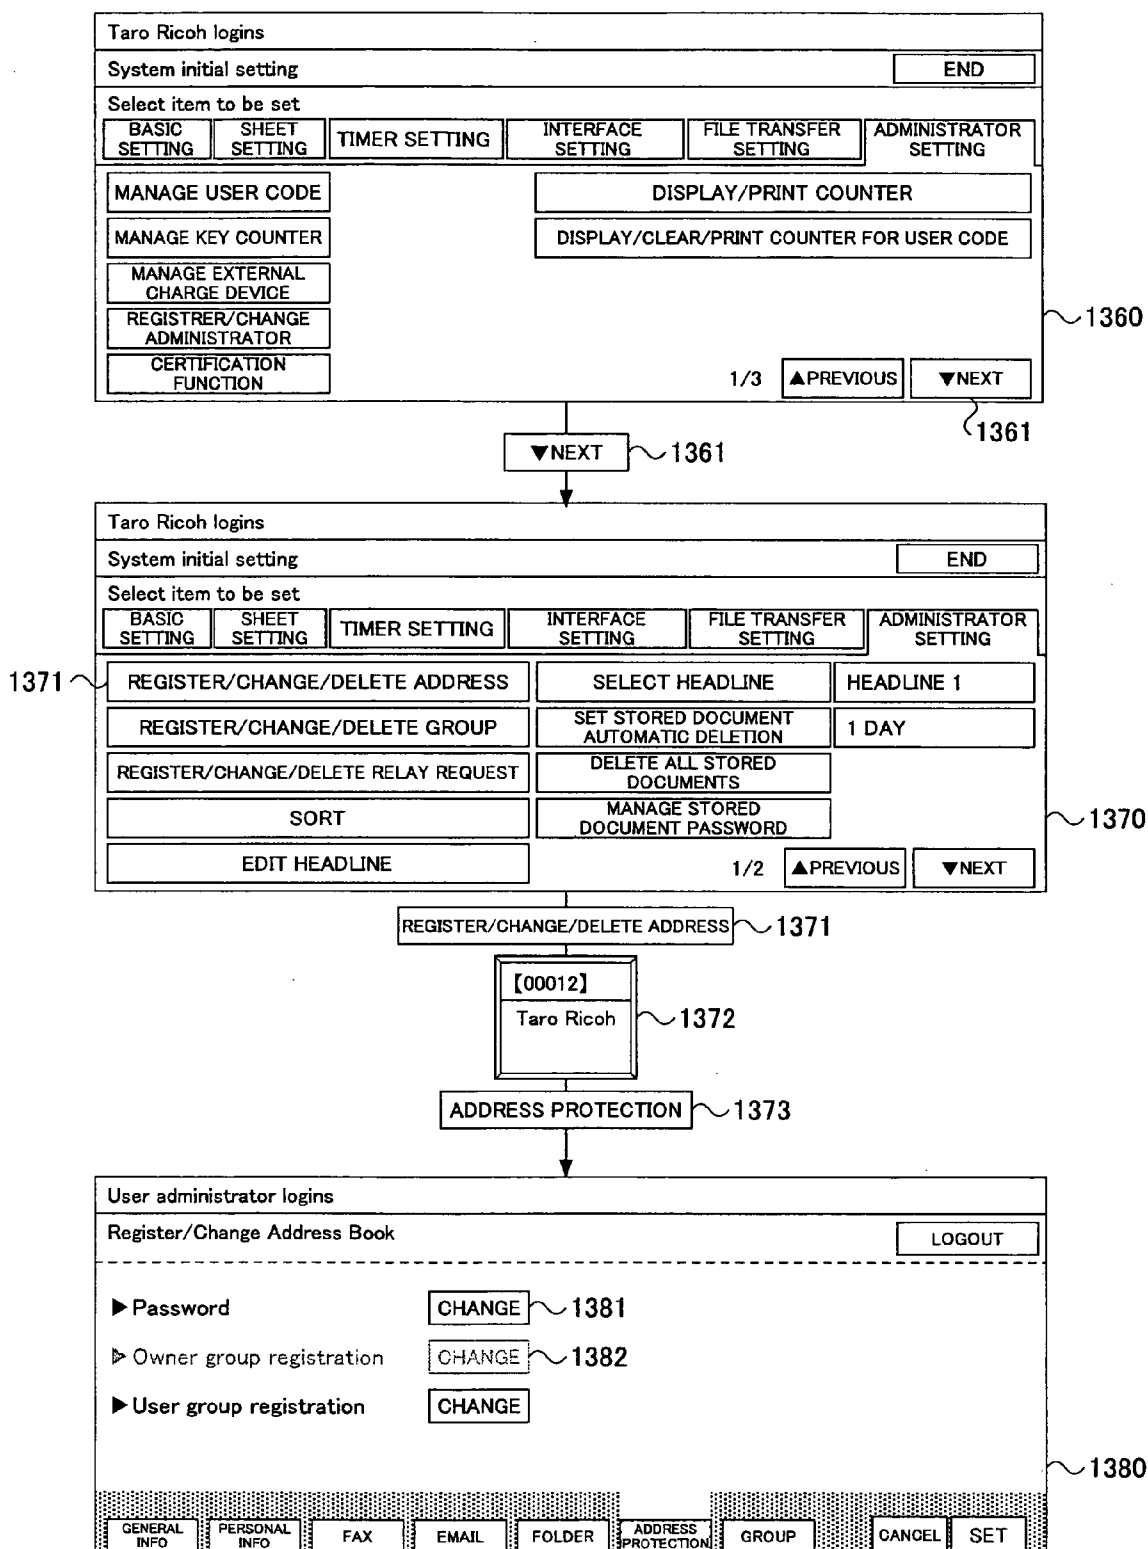 Taro Ricoh logins
System initial setting
END
Select item to be set
BASIC SETTING
SHEET SETTING
TIMER SETTING
INTERFACE SETTING
FILE TRANSFER SETTING
ADMINISTRATOR SETTING
MANAGE USER CODE
DISPLAY/PRINT COUNTER
MANAGE KEY COUNTER
DISPLAY/CLEAR/PRINT COUNTER FOR USER CODE
MANAGE EXTERNAL
CHARGE DEVICE
REGISTRER/CHANGE
ADMINISTRATOR
CERTIFICATION
FUNCTION
1/3
▲PREVIOUS
▼NEXT
1360
1361
▼NEXT
1361
Taro Ricoh logins
System initial setting
END
Select item to be set
BASIC SETTING
SHEET SETTING
TIMER SETTING
INTERFACE SETTING
FILE TRANSFER SETTING
ADMINISTRATOR SETTING
1371
REGISTER/CHANGE/DELETE ADDRESS
SELECT HEADLINE
HEADLINE 1
REGISTER/CHANGE/DELETE GROUP
SET STORED DOCUMENT
AUTOMATIC DELETION
1 DAY
REGISTER/CHANGE/DELETE RELAY REQUEST
DELETE ALL STORED
DOCUMENTS
SORT
MANAGE STORED
DOCUMENT PASSWORD
1370
EDIT HEADLINE
1/2
▲PREVIOUS
▼NEXT
REGISTER/CHANGE/DELETE ADDRESS
1371
【00012】
Taro Ricoh
1372
ADDRESS PROTECTION
1373
User administrator logins
Register/Change Address Book
LOGOUT
▶Password
CHANGE
1381
▶Owner group registration
CHANGE
1382
▶User group registration
CHANGE
1380
GENERAL INFO
PERSONAL INFO
FAX
EMAIL
FOLDER
ADDRESS PROTECTION
GROUP
CANCEL
SET